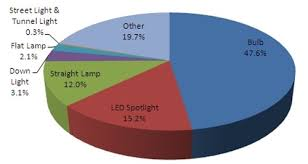 Street Light &
Tunnel Light
0.3%
Other
19.7%
Bulb
47.6%
Flat Lamp
2.1%
Down
Light
3.1%
Straight Lamp
12.0%
LED Spotlight
15.2%